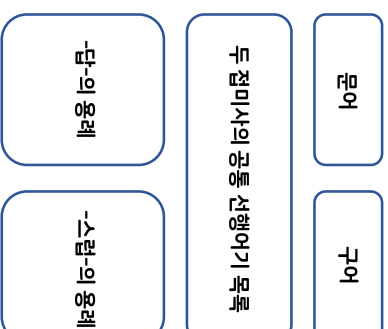 문어
구어
두 접미사의 공통 선행어기 목록
-답-의 용례
-스럽-의 용례